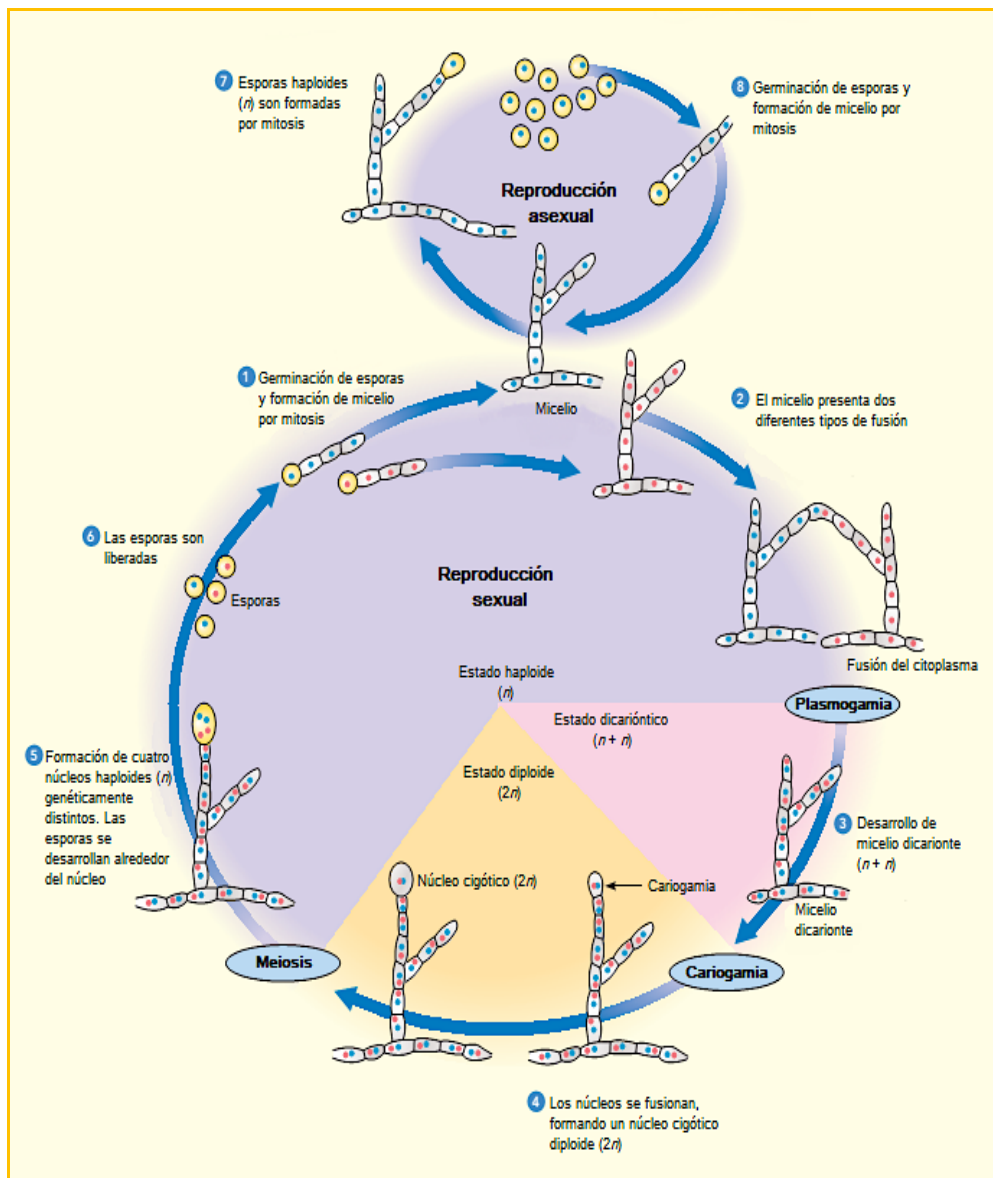 7 Esporas haploides
(n) son formadas
por mitosis
8 Germinación de esporas y
formación de micelio por
mitosis
Reproducción
asexual
1 Germinación de esporas
y formación de micelio
por mitosis
Micelio
2 El micelio presenta dos
diferentes tipos de fusión
6 Las esporas son
liberadas
Esporas
Reproducción
sexual
Fusión del citoplasma
Estado haploide
(n)
Plasmogamia
Estado dicarióntico
(n + n)
5 Formación de cuatro
núcleos haploides (n)
genéticamente
distintos. Las
esporas se
desarrollan alrededor
del núcleo
Estado diploide
(2n)
3 Desarrollo de
micelio dicarionte
(n + n)
Núcleo cigótico (2n)
Cariogamia
Micelio
dicarionte
Meiosis
Cariogamia
4 Los núcleos se fusionan,
formando un núcleo cigótico
diploide (2n)